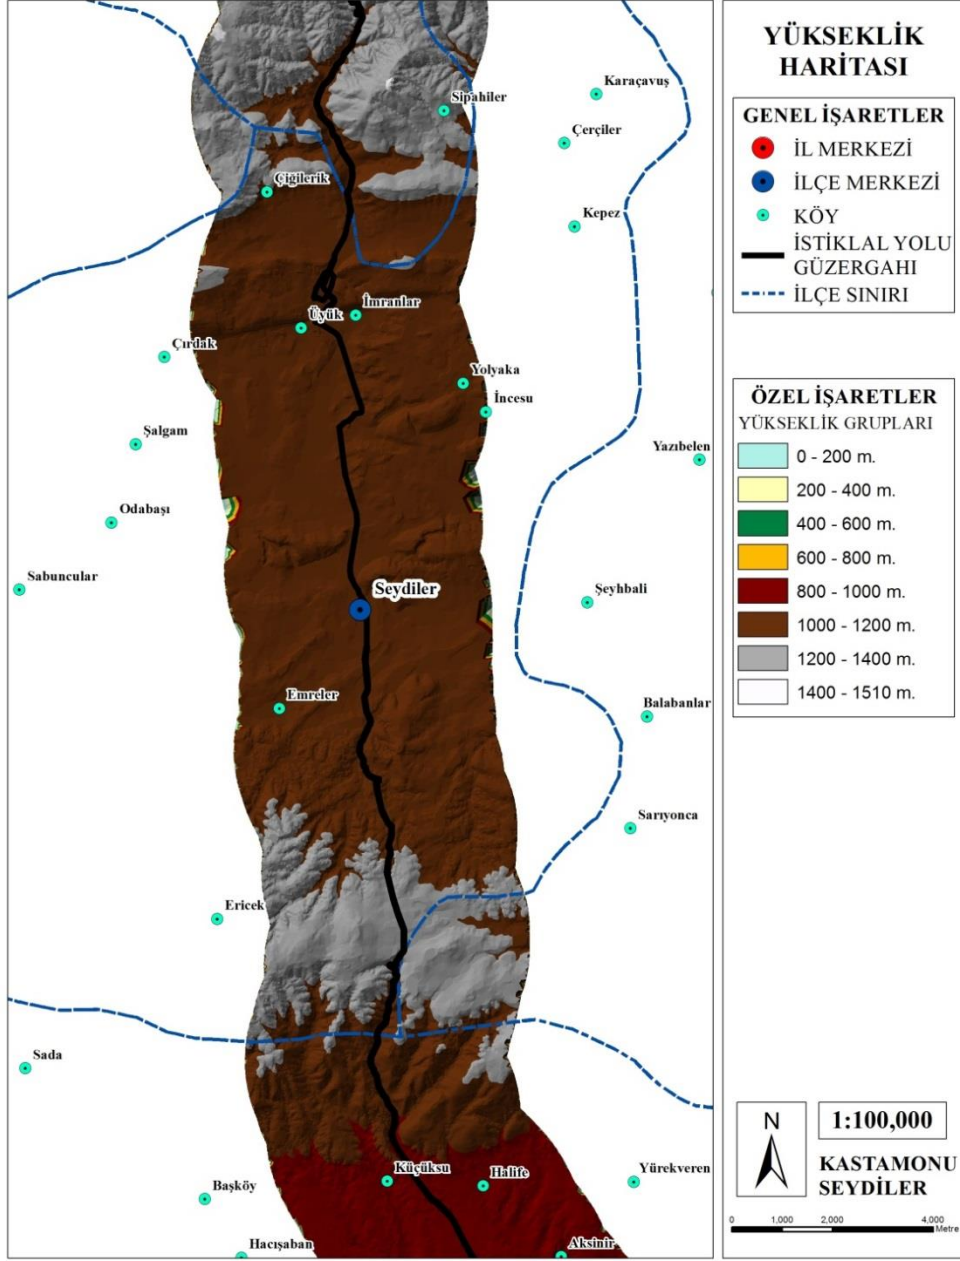 YÜKSEKLİK
HARİTASI
GENEL İŞARETLER
İL MERKEZİ
İLÇE MERKEZİ
KÖY
İSTİKLAL YOLU
GÜZERGAHI
İLÇE SINIRI
ÖZEL İŞARETLER
YÜKSEKLİK GRUPLARI
0 - 200 m.
200 - 400 m.
400 - 600 m.
600 - 800 m.
800 - 1000 m.
1000 - 1200 m.
1200 - 1400 m.
1400 - 1510 m.
N
1:100,000
KASTAMONU
SEYDİLER
0 1,000 2,000 4,000
Metre
Karaçavuş
Sipahiler
Çerçiler
Çiğilerik
Kepez
İmranlar
Üyük
Çırdak
Yolyaka
İncesu
Şalgam
Yazıbelen
Odabaşı
Sabuncular
Seydiler
Şeyhbali
Emreler
Balabanlar
Sarıyonca
Ericek
Sada
Küçüksu
Halife
Yürekveren
Başköy
Hacışaban
Aksinir